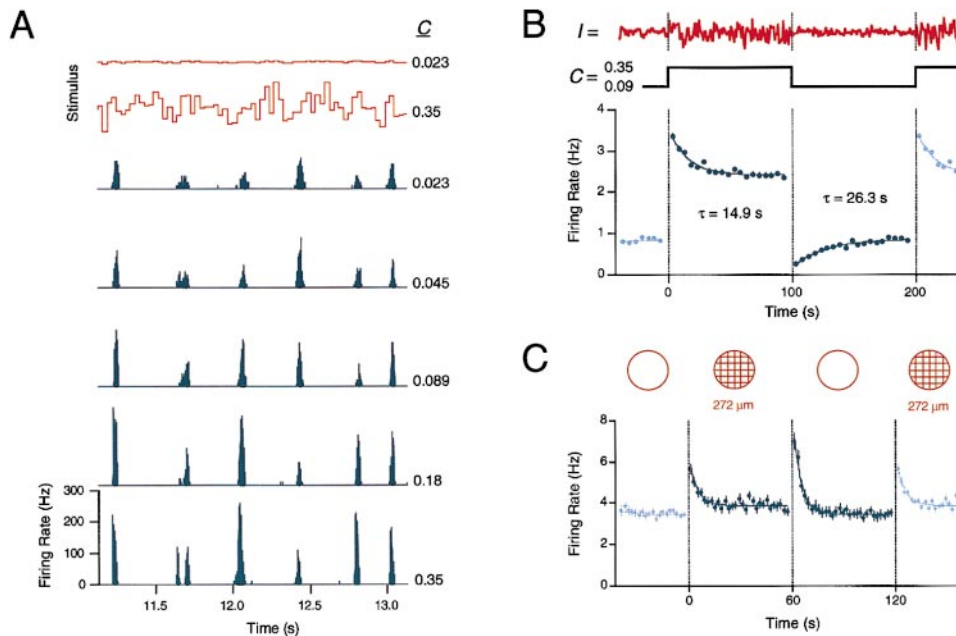 A
C
Stimulus
0.023
0.35
0.023
0.045
0.089
0.18
0.35
Firing Rate (Hz)
300
200
100
0
11.5
12.0
12.5
13.0
Time (s)
B
I =
C =
0.35
0.09
Firing Rate (Hz)
4
3
2
1
0
τ = 14.9 s
τ = 26.3 s
0
100
200
Time (s)
C
272 μm
272 μm
Firing Rate (Hz)
8
6
4
2
0
0
60
120
Time (s)